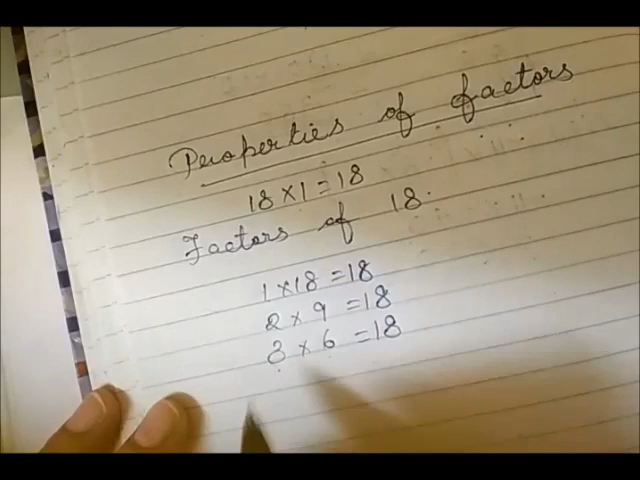 Properties of factors
18 × 1 = 18
Factors of 18.
1 × 18 = 18
2 × 9 = 18
3 × 6 = 18